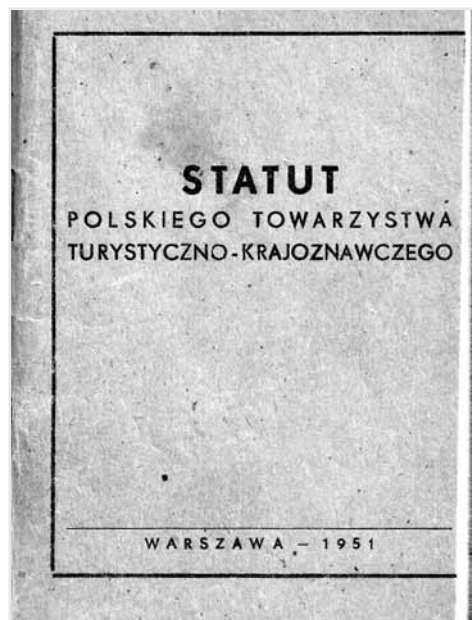 STATUT
POLSKIEGO TOWARZYSTWA
TURYSTYCZNO-KRAJOZNAWCZEGO
WARSZAWA – 1951